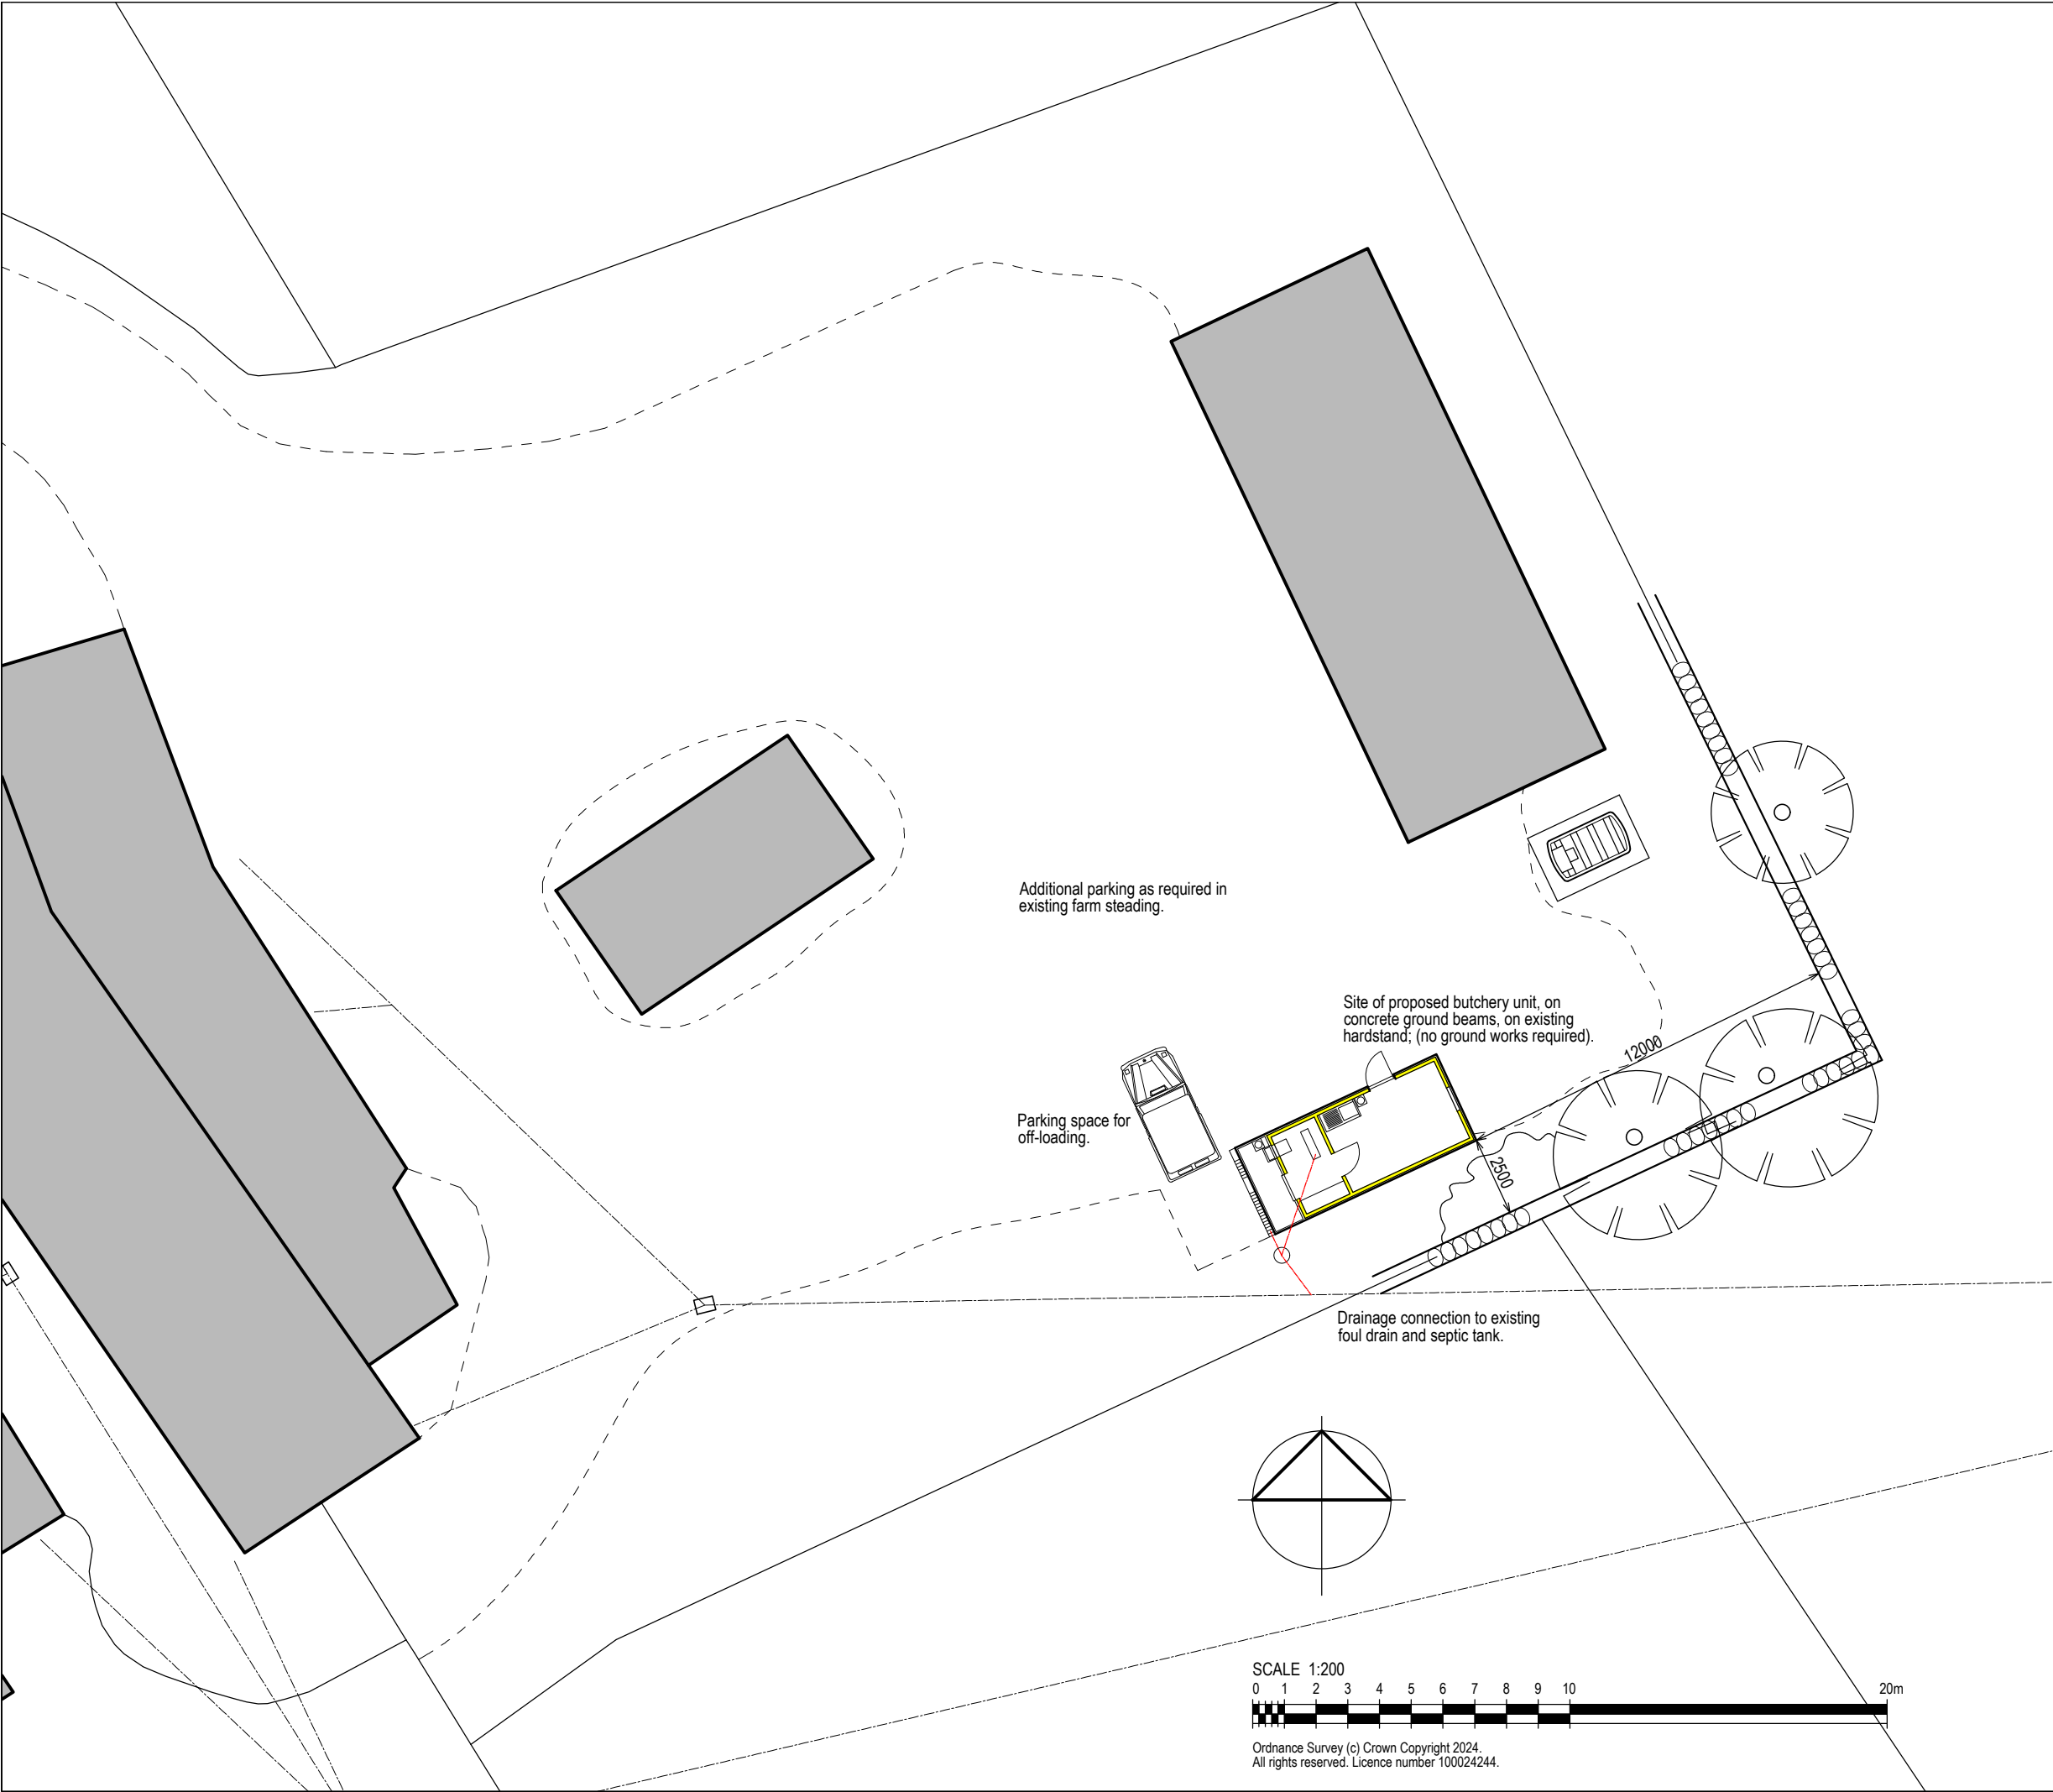 Additional parking as required in
existing farm steading.
Site of proposed butchery unit, on
concrete ground beams, on existing
hardstand; (no ground works required).
12000
Parking space for
off-loading.
2500
Drainage connection to existing
foul drain and septic tank.
SCALE 1:200
0 1 2 3 4 5 6 7 8 9 10 20m
Ordnance Survey (c) Crown Copyright 2024.
All rights reserved. Licence number 100024244.